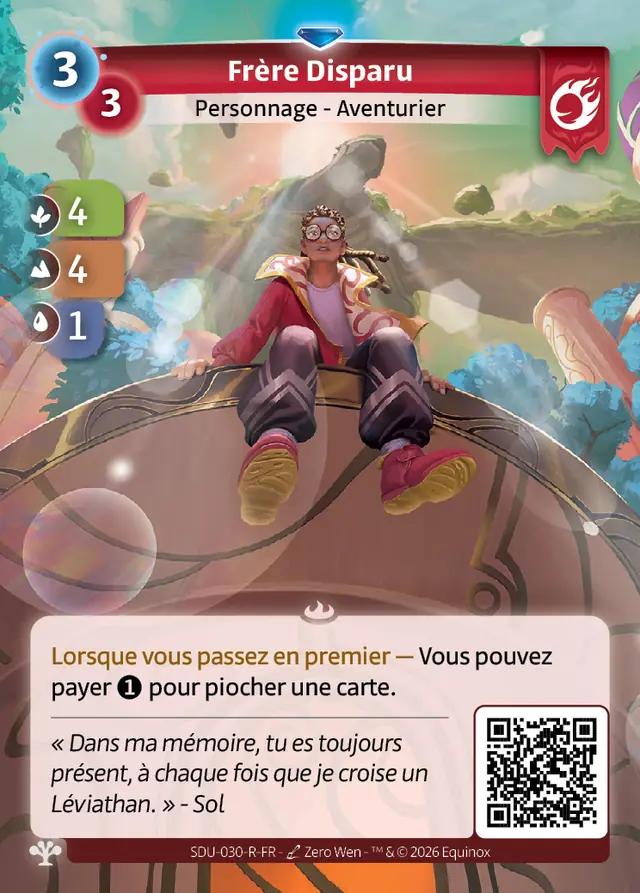 3
3
Frère Disparu
Personnage - Aventurier
4
4
1
Lorsque vous passez en premier — Vous pouvez
payer 1 pour piocher une carte.
« Dans ma mémoire, tu es toujours
présent, à chaque fois que je croise un
Léviathan. » - Sol
SDU-030-R-FR - Zero Wen - ™ & © 2026 Equinox